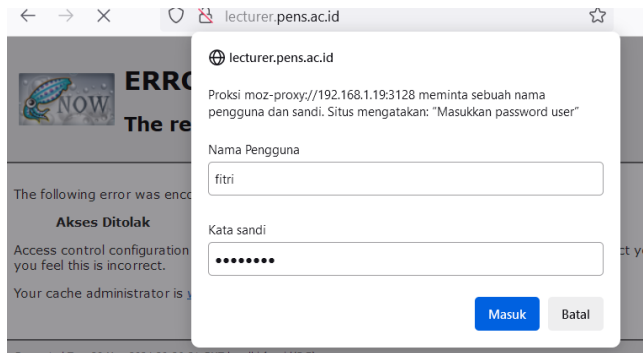 lecturer.pens.ac.id
lecturer.pens.ac.id
Proksi moz-proxy://192.168.1.19:3128 meminta sebuah nama
pengguna dan sandi. Situs mengatakan: “Masukkan password user”
Nama Pengguna
fitri
Kata sandi
••••••••
Masuk
Batal
NOW
ERRO
The re
The following error was enco
Akses Ditolak
Access control configuration
you feel this is incorrect.
Your cache administrator is